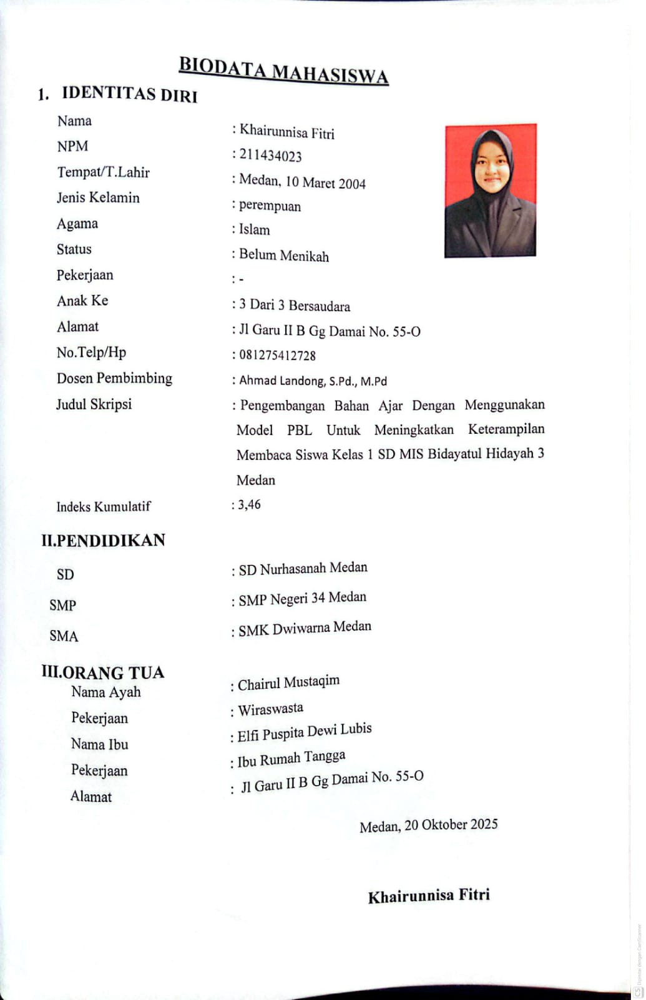 BIODATA MAHASISWA
1. IDENTITAS DIRI
Nama : Khairunnisa Fitri
NPM : 211434023
Tempat/T.Lahir : Medan, 10 Maret 2004
Jenis Kelamin : perempuan
Agama : Islam
Status : Belum Menikah
Pekerjaan : -
Anak Ke : 3 Dari 3 Bersaudara
Alamat : Jl Garu II B Gg Damai No. 55-O
No.Telp/Hp : 081275412728
Dosen Pembimbing : Ahmad Landong, S.Pd., M.Pd
Judul Skripsi : Pengembangan Bahan Ajar Dengan Menggunakan
Model PBL Untuk Meningkatkan Keterampilan
Membaca Siswa Kelas 1 SD MIS Bidayatul Hidayah 3
Medan
Indeks Kumulatif : 3,46
II.PENDIDIKAN
SD : SD Nurhasanah Medan
SMP : SMP Negeri 34 Medan
SMA : SMK Dwiwarna Medan
III.ORANG TUA
Nama Ayah : Chairul Mustaqim
Pekerjaan : Wiraswasta
Nama Ibu : Elfi Puspita Dewi Lubis
Pekerjaan : Ibu Rumah Tangga
Alamat : Jl Garu II B Gg Damai No. 55-O
Medan, 20 Oktober 2025
Khairunnisa Fitri
CS Dipindai dengan CamScanner